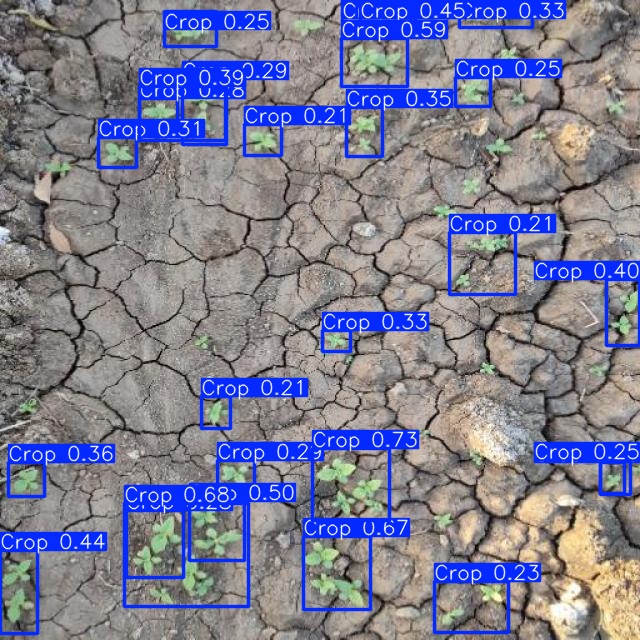 Crop 0.25
Crop 0.45
Crop 0.33
Crop 0.59
Crop 0.39
0.29
Crop 0.28
Crop 0.25
Crop 0.35
Crop 0.21
Crop 0.31
Crop 0.21
Crop 0.40
Crop 0.33
Crop 0.21
Crop 0.73
Crop 0.29
Crop 0.36
Crop 0.25
Crop 0.68
0.50
Crop 0.67
Crop 0.44
Crop 0.23